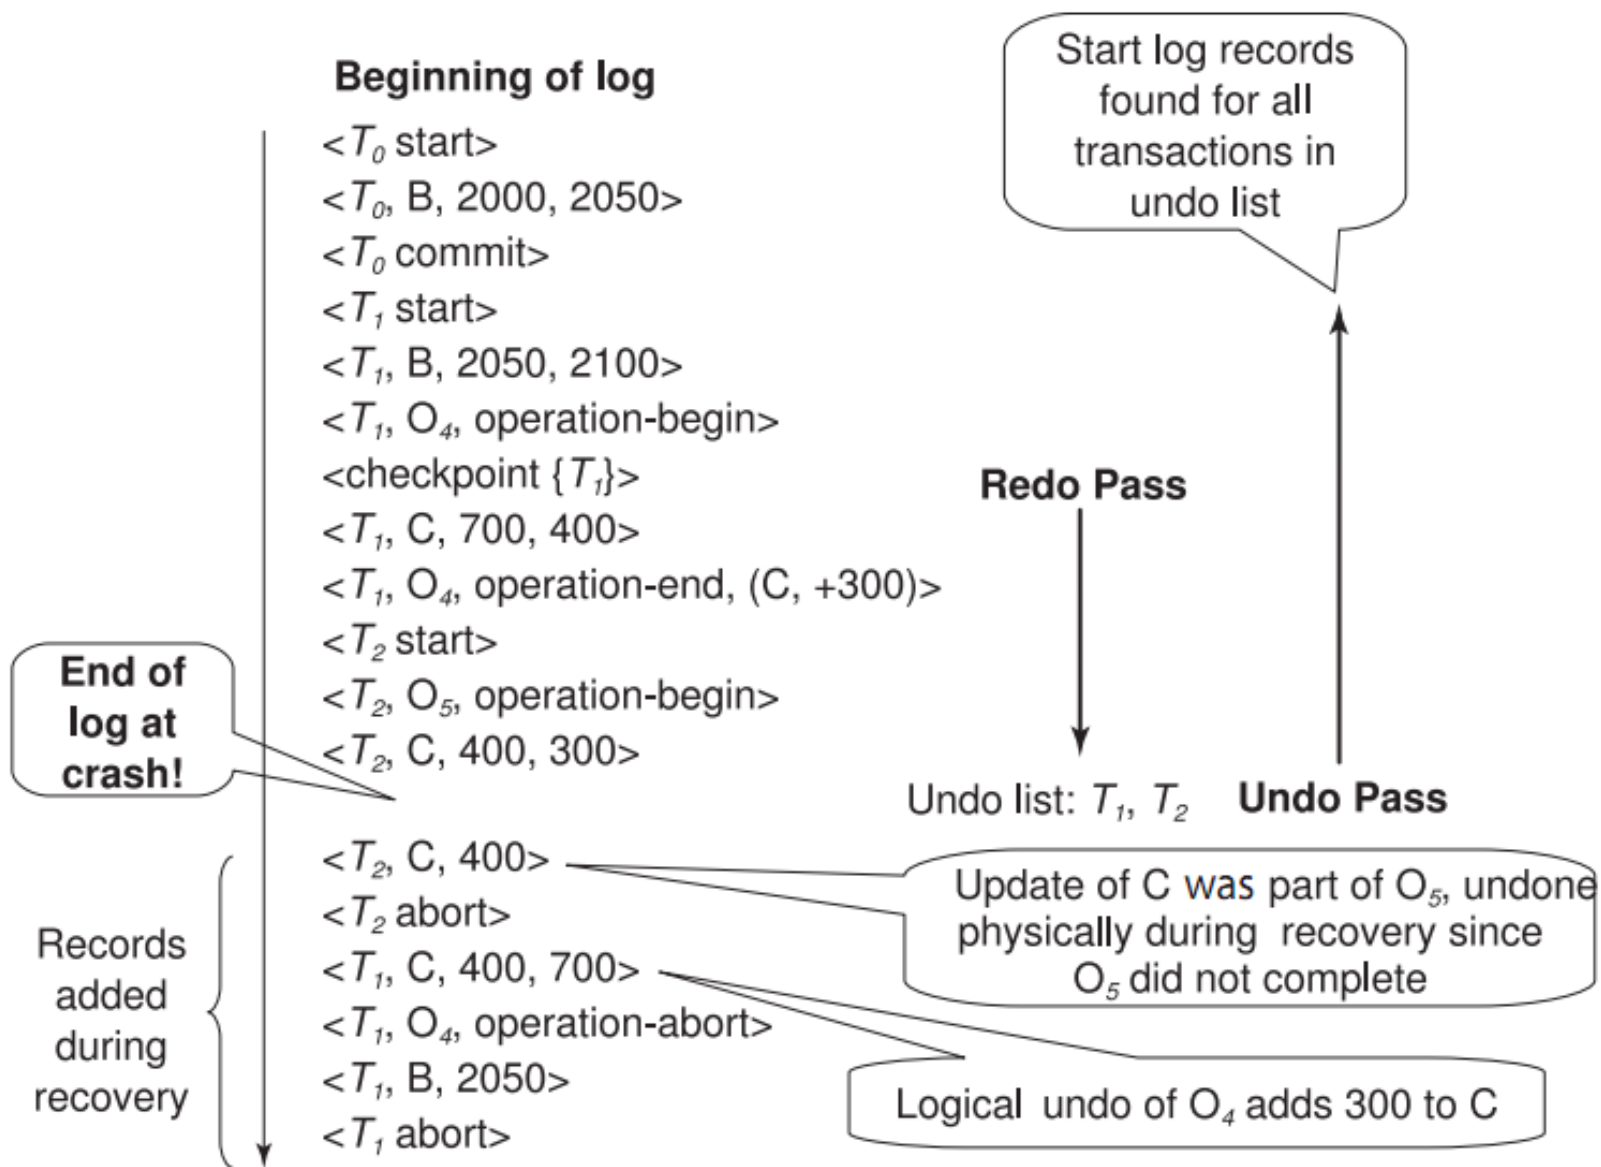 Beginning of log
<T₀ start>
<T₀, B, 2000, 2050>
<T₀ commit>
<T₁ start>
<T₁, B, 2050, 2100>
<T₁, O₄, operation-begin>
<checkpoint {T₁}>
<T₁, C, 700, 400>
<T₁, O₄, operation-end, (C, +300)>
<T₂ start>
<T₂, O₅, operation-begin>
<T₂, C, 400, 300>
End of
log at
crash!
Start log records
found for all
transactions in
undo list
Redo Pass
Undo list: T₁, T₂
Undo Pass
Records
added
during
recovery
<T₂, C, 400>
<T₂ abort>
<T₁, C, 400, 700>
<T₁, O₄, operation-abort>
<T₁, B, 2050>
<T₁ abort>
Update of C was part of O₅, undone
physically during recovery since
O₅ did not complete
Logical undo of O₄ adds 300 to C